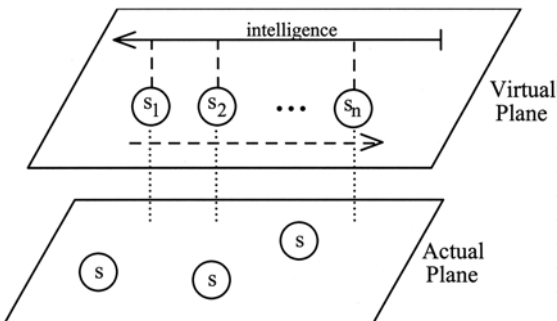 intelligence
s1 s2 ... sn
Virtual
Plane
s
s
s
Actual
Plane